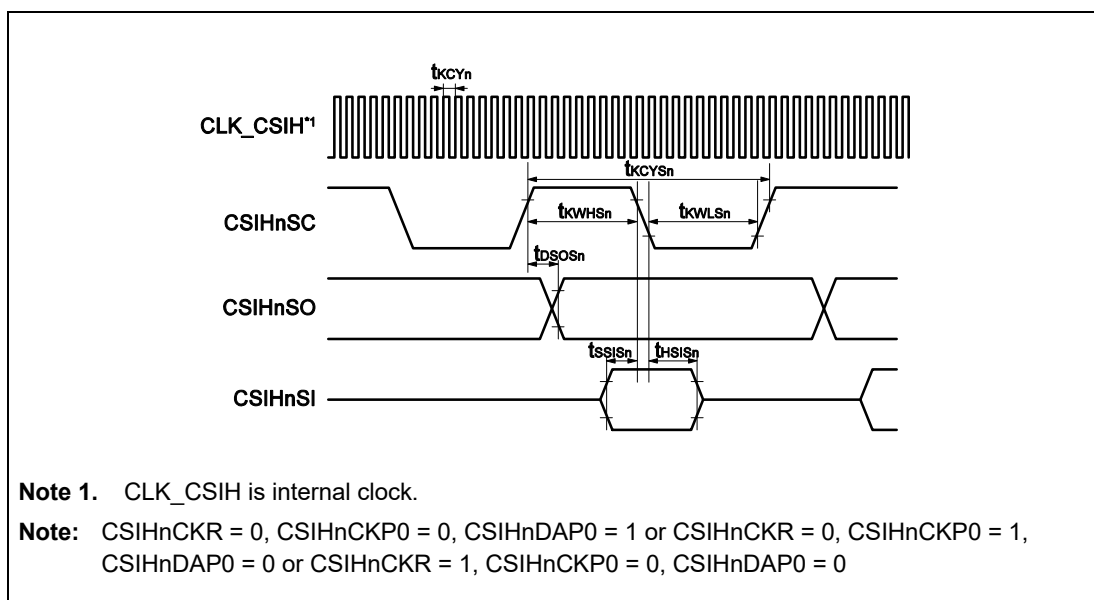 tKCYn
CLK_CSIH*1
tKCYSn
CSIHnSC
tKWHSn
tKWLSn
tDSOSn
CSIHnSO
tSSISn
tHSISn
CSIHnSI
Note 1. CLK_CSIH is internal clock.
Note: CSIHnCKR = 0, CSIHnCKP0 = 0, CSIHnDAP0 = 1 or CSIHnCKR = 0, CSIHnCKP0 = 1,
CSIHnDAP0 = 0 or CSIHnCKR = 1, CSIHnCKP0 = 0, CSIHnDAP0 = 0